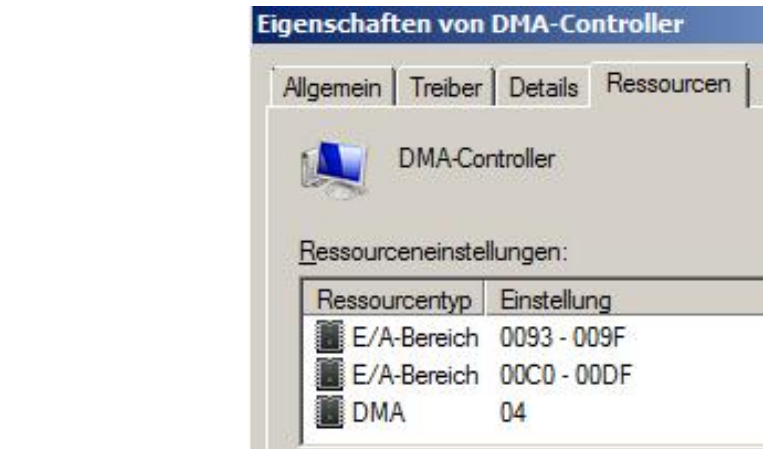 Eigenschaften von DMA-Controller
Allgemein Treiber Details Ressourcen
DMA-Controller
Ressourceneinstellungen:
Ressourcentyp Einstellung
E/A-Bereich 0093 - 009F
E/A-Bereich 00C0 - 00DF
DMA 04